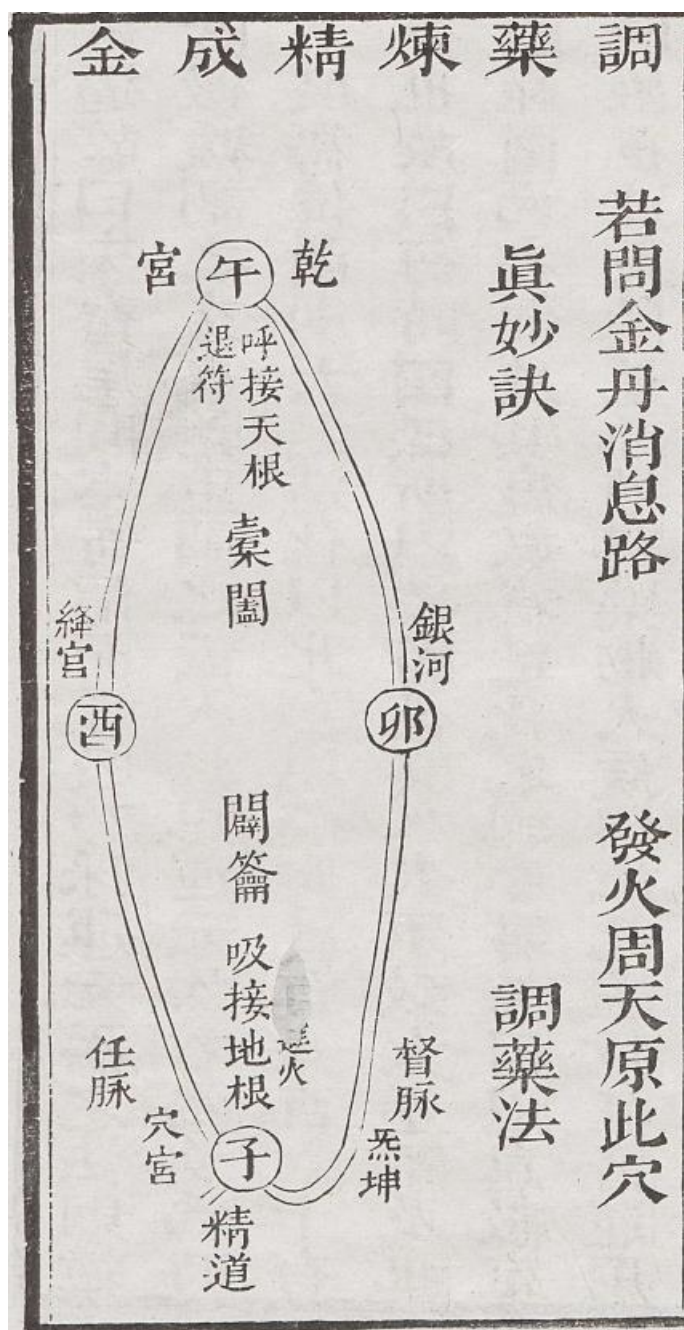 調藥煉精成金
若問金丹消息路
發火周天原此穴
眞妙訣
調藥法
乾
午
宮
呼接天根
退符
橐闔
銀河
卯
絳宮
酉
闢籥
進火
吸接地根
督脉
任脉
炁坤
子
穴宮
精道